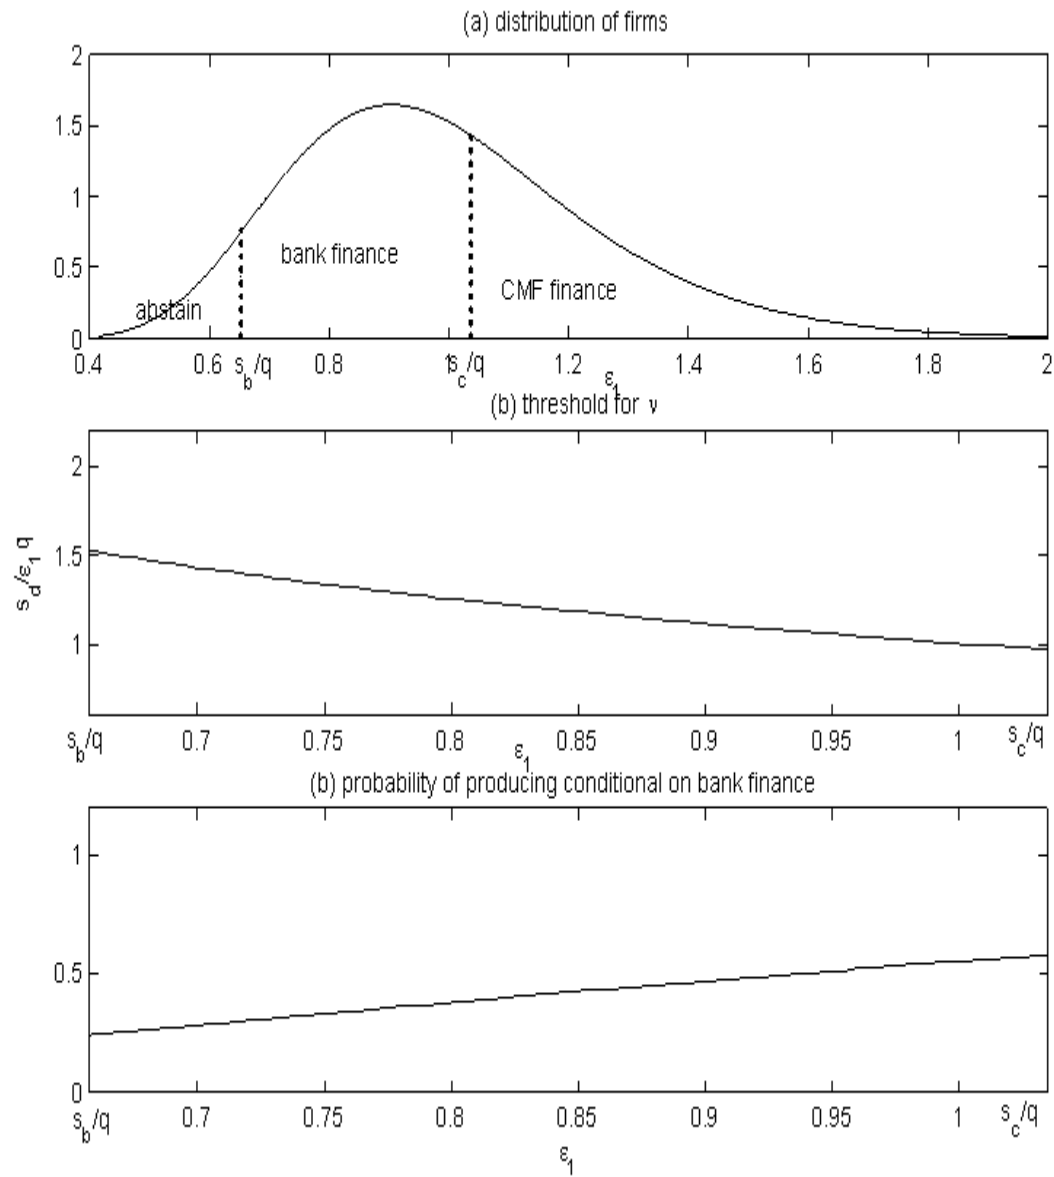 (a) distribution of firms
2
1.5
1
0.5
0
bank finance
CMF finance
abstain
0.4 0.6 s_b/q 0.8 1 s_c/q 1.2 1.4 1.6 1.8 2
ε_1
(b) threshold for ν
2
1.5
1
s_d/ε_1 q
s_b/q 0.7 0.75 0.8 0.85 0.9 0.95 1 s_c/q
ε_1
(b) probability of producing conditional on bank finance
1
0.5
0
s_b/q 0.7 0.75 0.8 0.85 0.9 0.95 1 s_c/q
ε_1